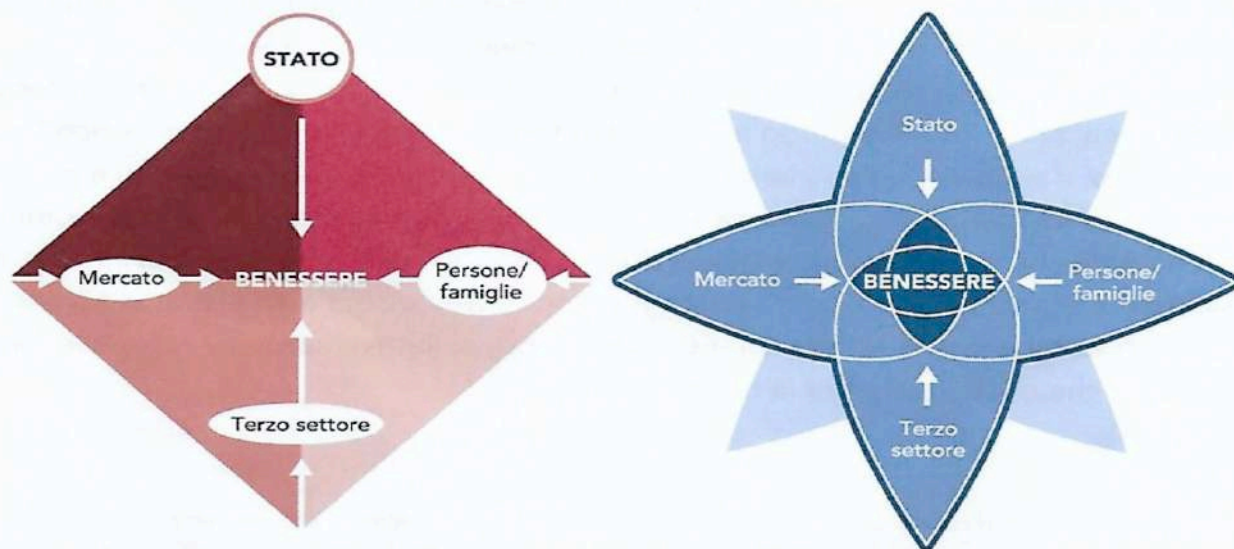 STATO
Mercato
BENESSERE
Persone/
famiglie
Terzo settore
Stato
Mercato
BENESSERE
Persone/
famiglie
Terzo
settore